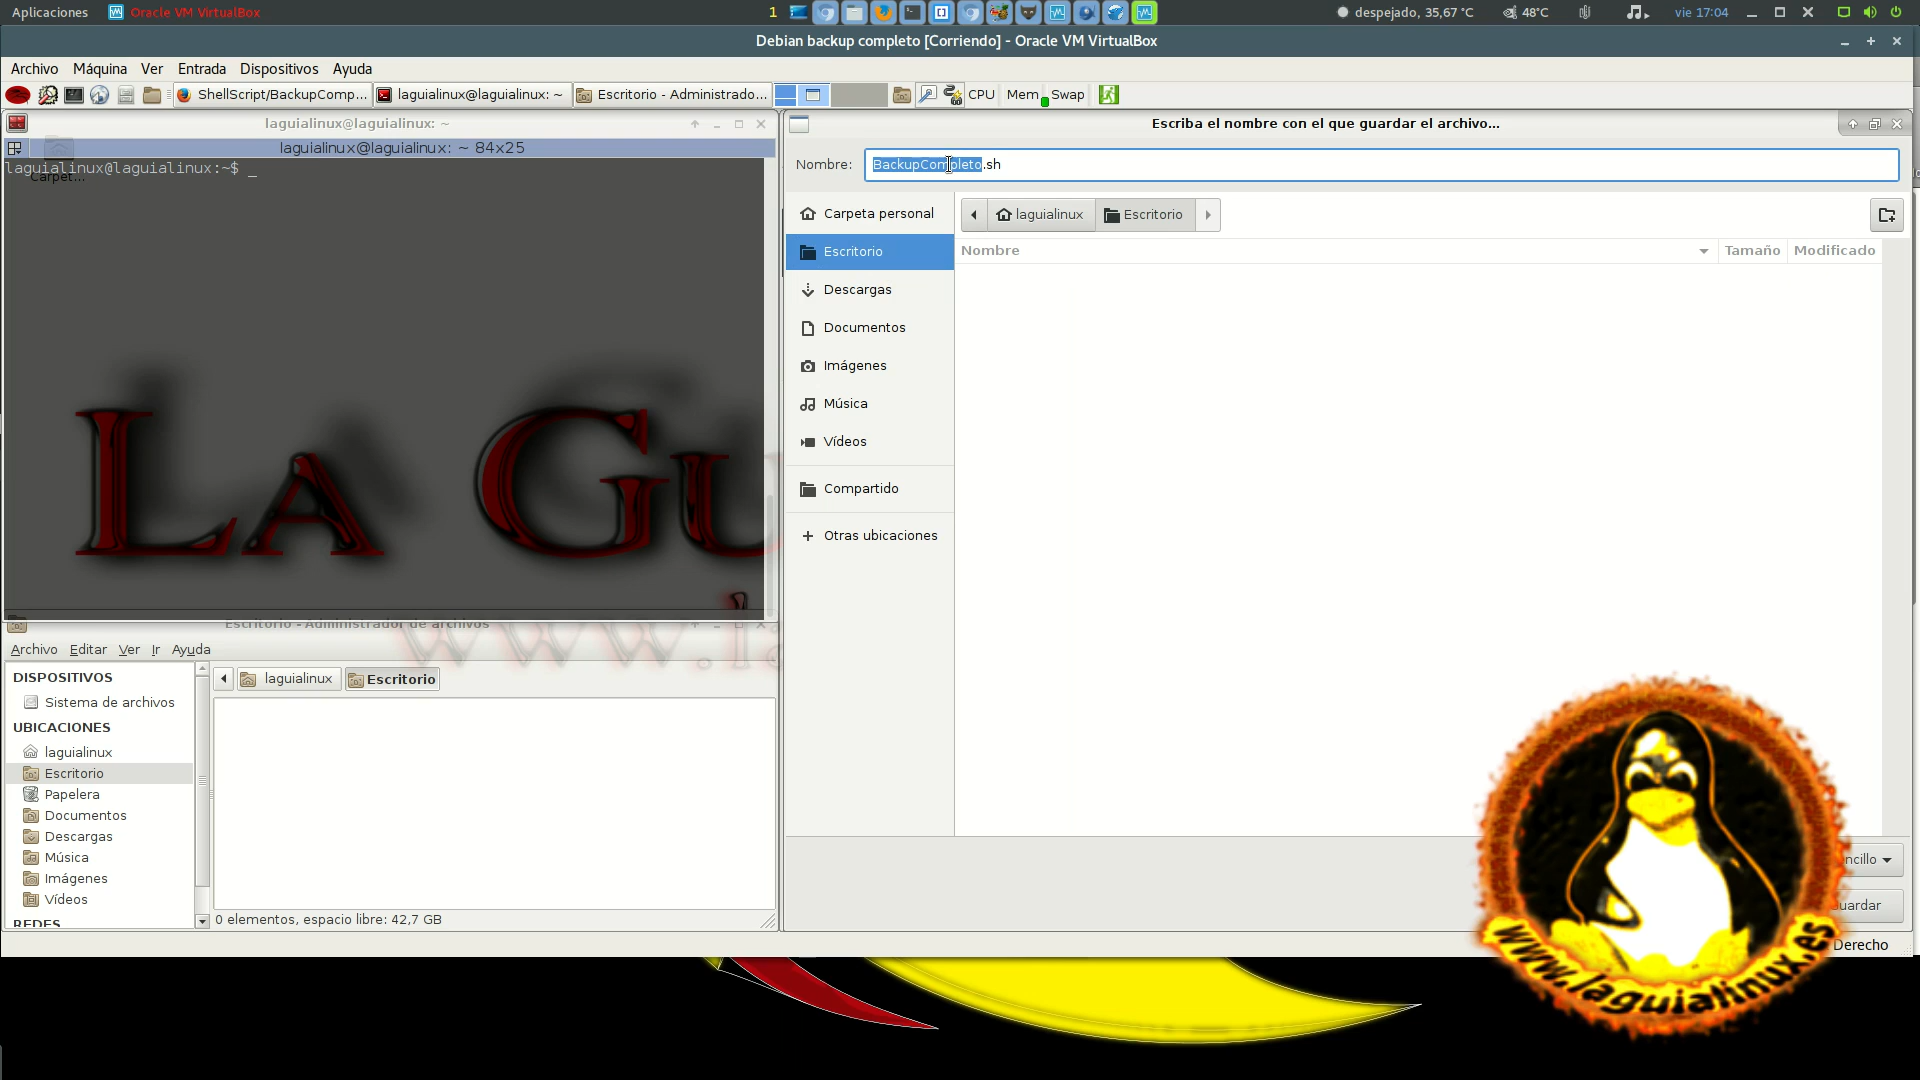 Aplicaciones Oracle VM VirtualBox 1 despejado, 35,67 °C 48°C vie 17:04
Debian backup completo [Corriendo] - Oracle VM VirtualBox
Archivo Máquina Ver Entrada Dispositivos Ayuda
ShellScript/BackupComp... laguialinux@laguialinux: ~ Escritorio - Administrado... CPU Mem Swap
laguialinux@laguialinux: ~
laguialinux@laguialinux: ~ 84x25
laguialinux@laguialinux:~$ _
Carpet...
LA GU
www.la
Escritorio - Administrador de archivos
Archivo Editar Ver Ir Ayuda
DISPOSITIVOS
Sistema de archivos
UBICACIONES
laguialinux
Escritorio
Papelera
Documentos
Descargas
Música
Imágenes
Vídeos
REDES
laguialinux Escritorio
0 elementos, espacio libre: 42,7 GB
Escriba el nombre con el que guardar el archivo...
Nombre: BackupCompleto.sh
Carpeta personal
Escritorio
Descargas
Documentos
Imágenes
Música
Vídeos
Compartido
Otras ubicaciones
laguialinux Escritorio
Nombre Tamaño Modificado
ncillo
uardar
Derecho
www.laguialinux.es